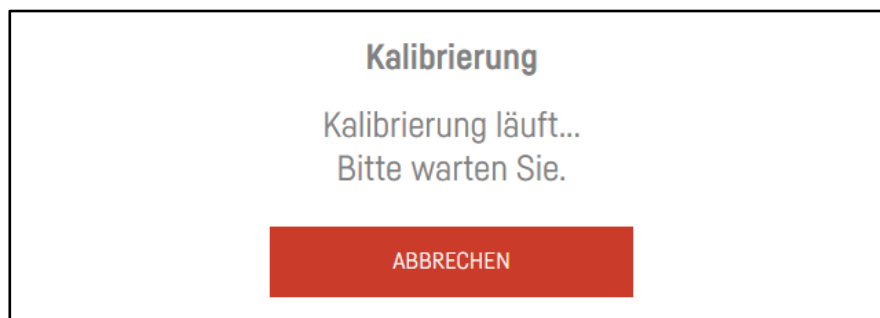 Kalibrierung
Kalibrierung läuft...
Bitte warten Sie.
ABBRECHEN